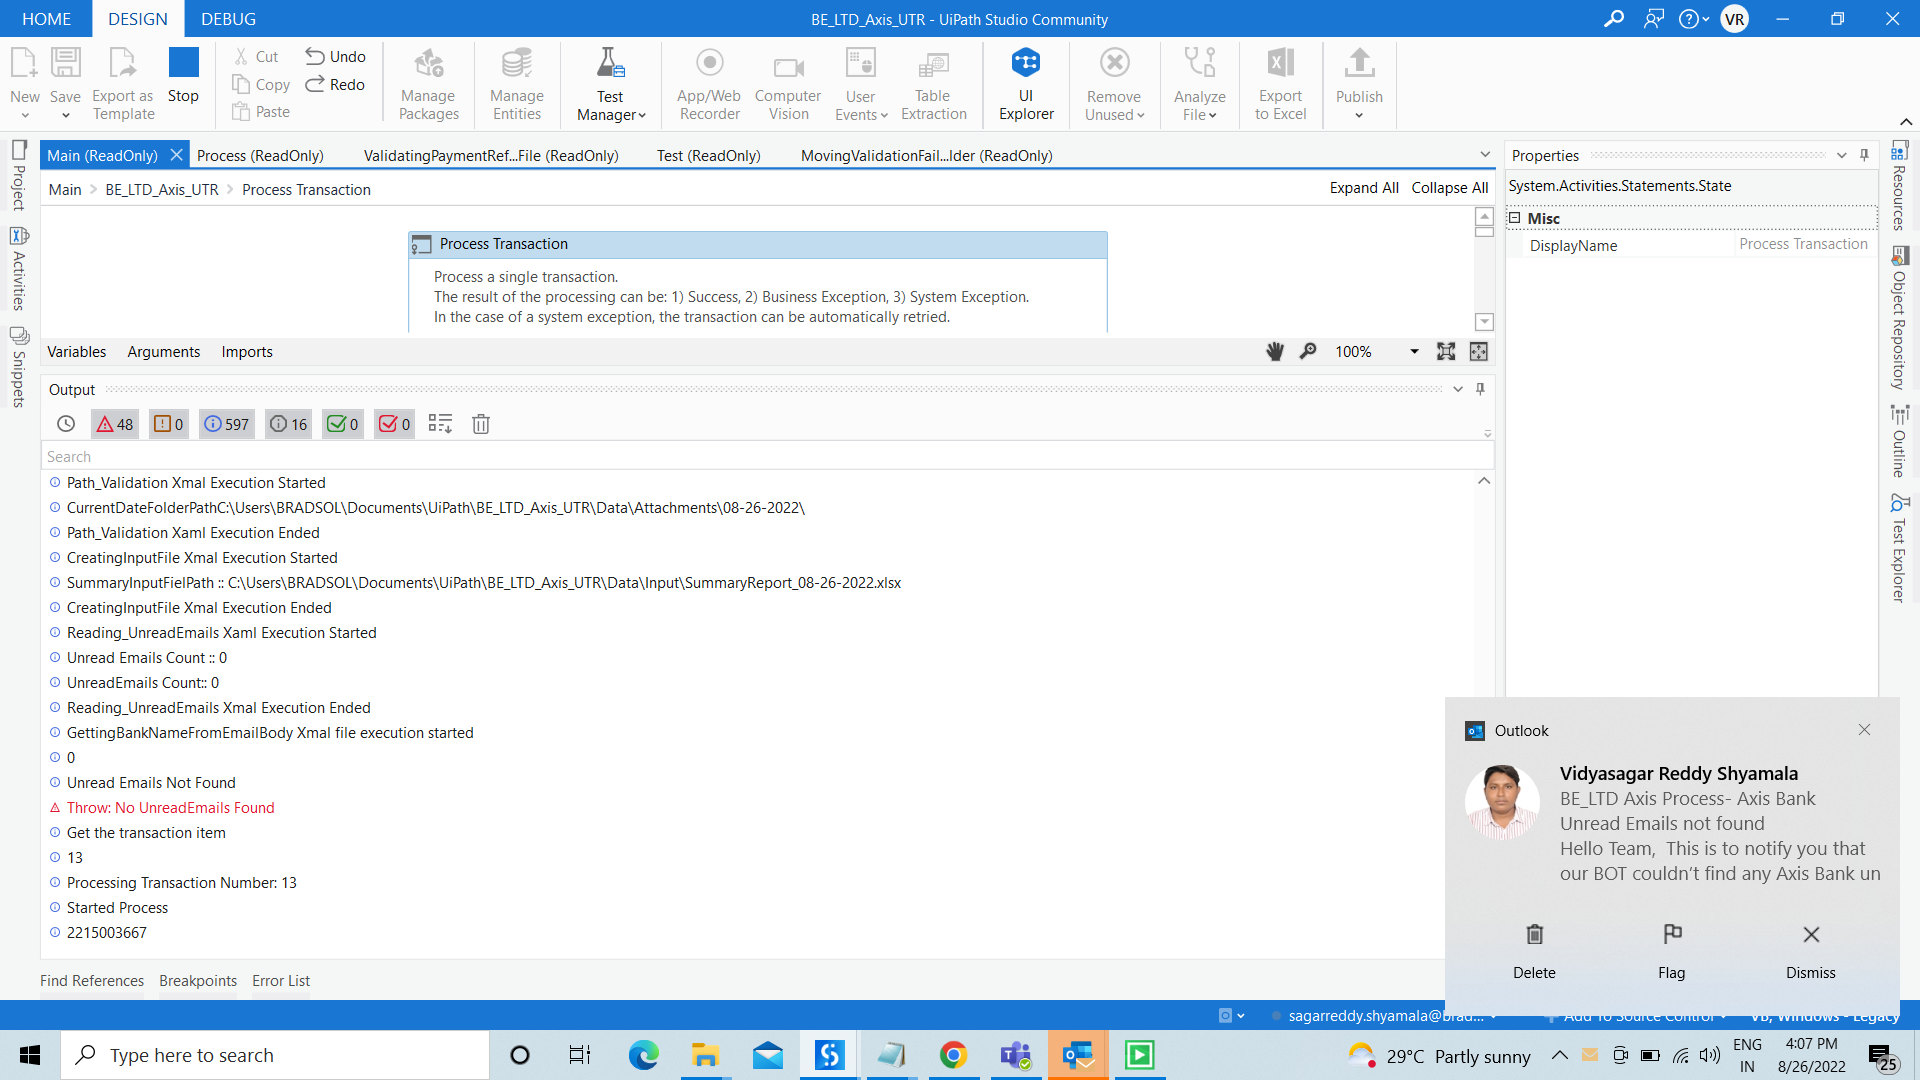 HOME DESIGN DEBUG
BE_LTD_Axis_UTR - UiPath Studio Community
VR
New
Save
Export as Template
Stop
Cut
Copy
Paste
Undo
Redo
Manage Packages
Manage Entities
Test Manager
App/Web Recorder
Computer Vision
User Events
Table Extraction
UI Explorer
Remove Unused
Analyze File
Export to Excel
Publish
Project
Activities
Snippets
Main (ReadOnly) Process (ReadOnly) ValidatingPaymentRef...File (ReadOnly) Test (ReadOnly) MovingValidationFail...lder (ReadOnly)
Main BE_LTD_Axis_UTR Process Transaction
Expand All Collapse All
Process Transaction
Process a single transaction.
The result of the processing can be: 1) Success, 2) Business Exception, 3) System Exception.
In the case of a system exception, the transaction can be automatically retried.
Variables Arguments Imports
100%
Output
48 0 597 16 0 0
Search
Path_Validation Xmal Execution Started
CurrentDateFolderPathC:\Users\BRADSOL\Documents\UiPath\BE_LTD_Axis_UTR\Data\Attachments\08-26-2022\
Path_Validation Xaml Execution Ended
CreatingInputFile Xmal Execution Started
SummaryInputFielPath :: C:\Users\BRADSOL\Documents\UiPath\BE_LTD_Axis_UTR\Data\Input\SummaryReport_08-26-2022.xlsx
CreatingInputFile Xmal Execution Ended
Reading_UnreadEmails Xaml Execution Started
Unread Emails Count :: 0
UnreadEmails Count:: 0
Reading_UnreadEmails Xmal Execution Ended
GettingBankNameFromEmailBody Xmal file execution started
0
Unread Emails Not Found
Throw: No UnreadEmails Found
Get the transaction item
13
Processing Transaction Number: 13
Started Process
2215003667
Find References Breakpoints Error List
Properties
System.Activities.Statements.State
Misc
DisplayName Process Transaction
Resources
Object Repository
Outline
Test Explorer
Outlook
Vidyasagar Reddy Shyamala
BE_LTD Axis Process- Axis Bank
Unread Emails not found
Hello Team, This is to notify you that
our BOT couldn't find any Axis Bank un
Delete Flag Dismiss
sagarreddy.shyamala@brad...
Add To Source Control
VB, Windows - Legacy
Type here to search
29°C Partly sunny
ENG
IN
4:07 PM
8/26/2022
25